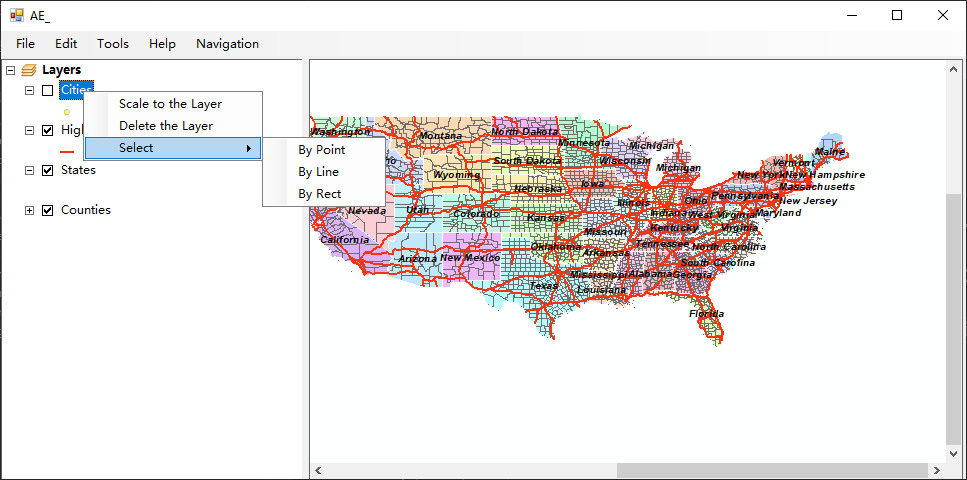 AE_
File Edit Tools Help Navigation
Layers
Cities
Scale to the Layer
Delete the Layer
Select
By Point
By Line
By Rect
High
States
Counties
Washington
Montana
North Dakota
Minnesota
Michigan
Maine
South Dakota
Wisconsin
Michigan
Vermont
Wyoming
New York
New Hampshire
Massachusetts
Nebraska
Iowa
Pennsylvania
Ohio
New Jersey
Nevada
Utah
Colorado
Kansas
Illinois
Indiana
West Virginia
Maryland
California
Missouri
Kentucky
Virginia
Arizona
New Mexico
Oklahoma
Arkansas
Tennessee
North Carolina
South Carolina
Texas
Louisiana
Mississippi
Alabama
Georgia
Florida